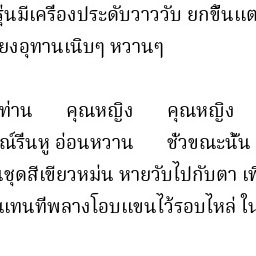 รุ่นมีเครื่องประดับวาววับ ยกขึ้นแต
ยงอุทานเนิบๆ หวานๆ
ท่าน คุณหญิง คุณหญิง
ณ์รื่นหู อ่อนหวาน ชั่วขณะนั้น
ชุดสีเขียวหม่น หายวับไปกับตา เพื
แทนที่พลางโอบแขนไว้รอบไหล่ ใน